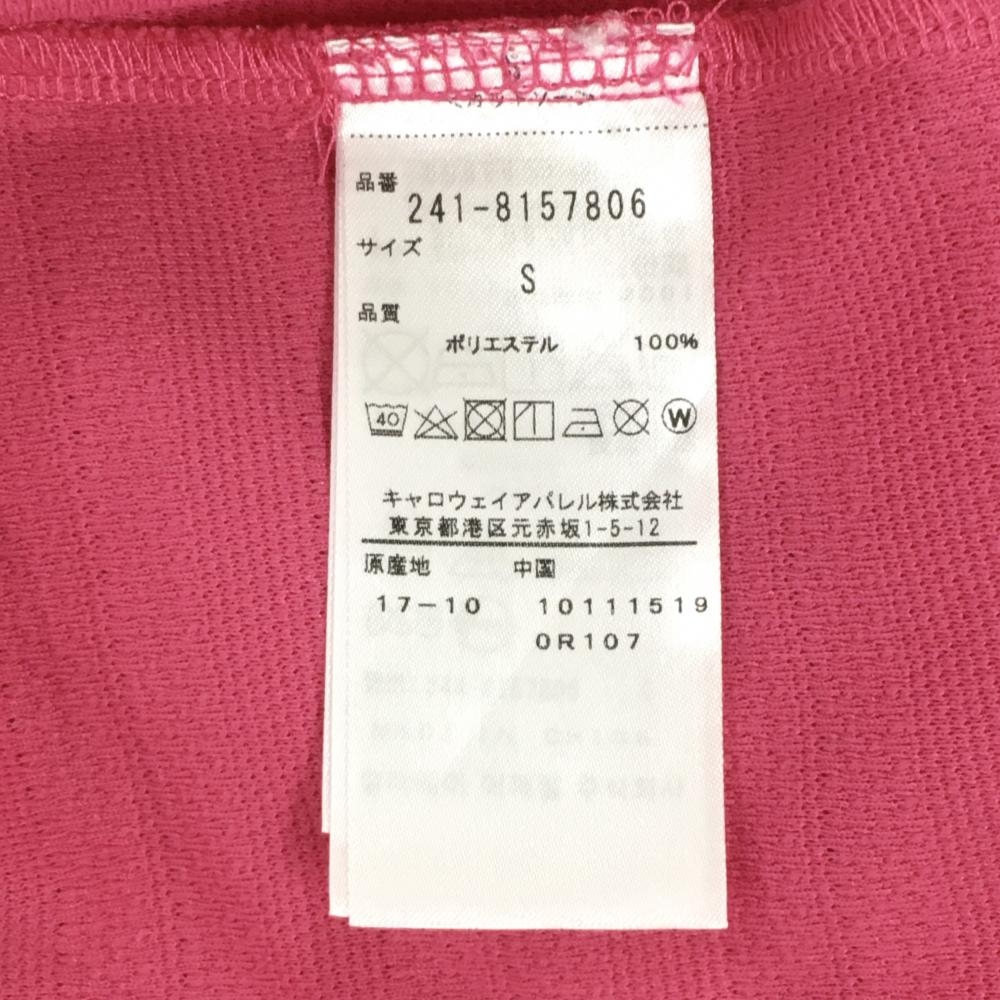 品番
241-8157806
サイズ
S
品質
ポリエステル 100%
40 W
キャロウェイアパレル株式会社
東京都港区元赤坂1-5-12
原産地 中国
17-10 10111519
0R107